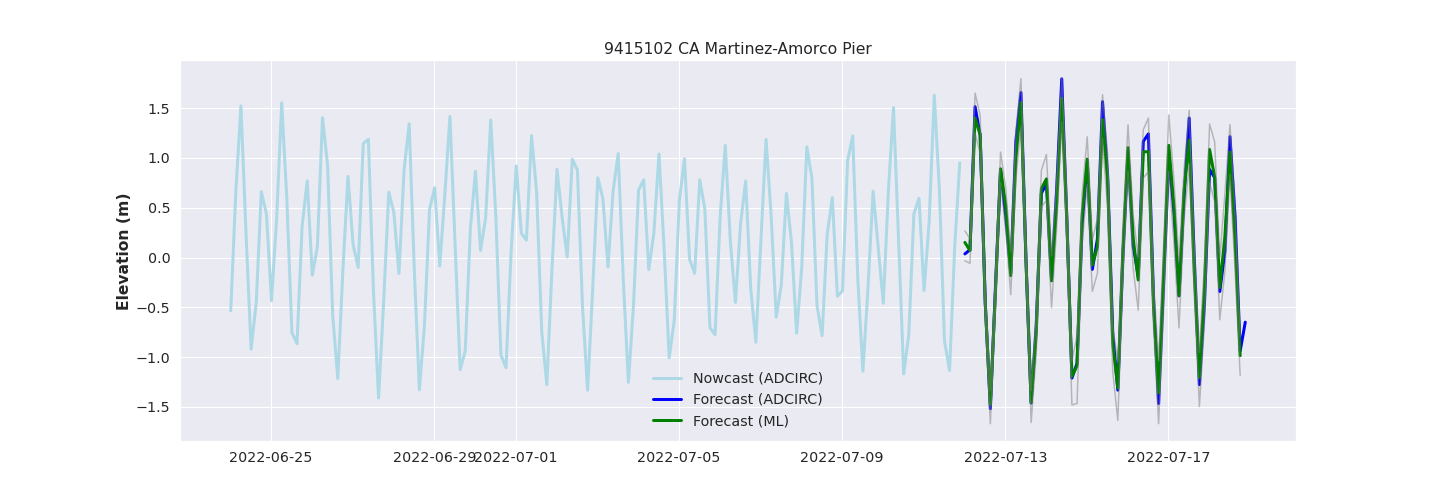 9415102 CA Martinez-Amorco Pier
Elevation (m)
1.5
1.0
0.5
0.0
−0.5
−1.0
−1.5
Nowcast (ADCIRC)
Forecast (ADCIRC)
Forecast (ML)
2022-06-25 2022-06-29 2022-07-01 2022-07-05 2022-07-09 2022-07-13 2022-07-17